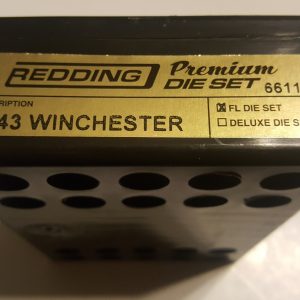 REDDING Premium
DIE SET 6611
RIPTION
43 WINCHESTER
FL DIE SET
DELUXE DIE S